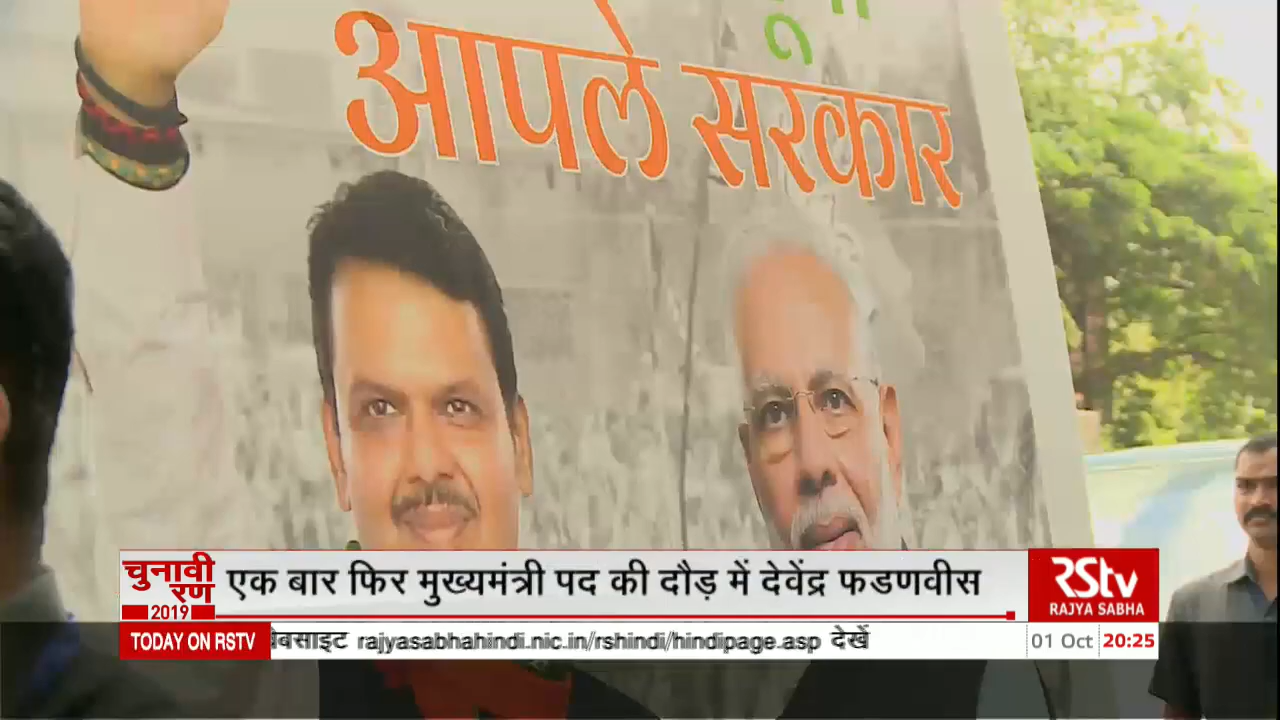 आपले सरकार
चुनावी
रण
2019
एक बार फिर मुख्यमंत्री पद की दौड़ में देवेंद्र फडणवीस
RSTV
RAJYA SABHA
TODAY ON RSTV
rajyasabhahindi.nic.in/rshindi/hindipage.asp देखें
01 Oct
20:25